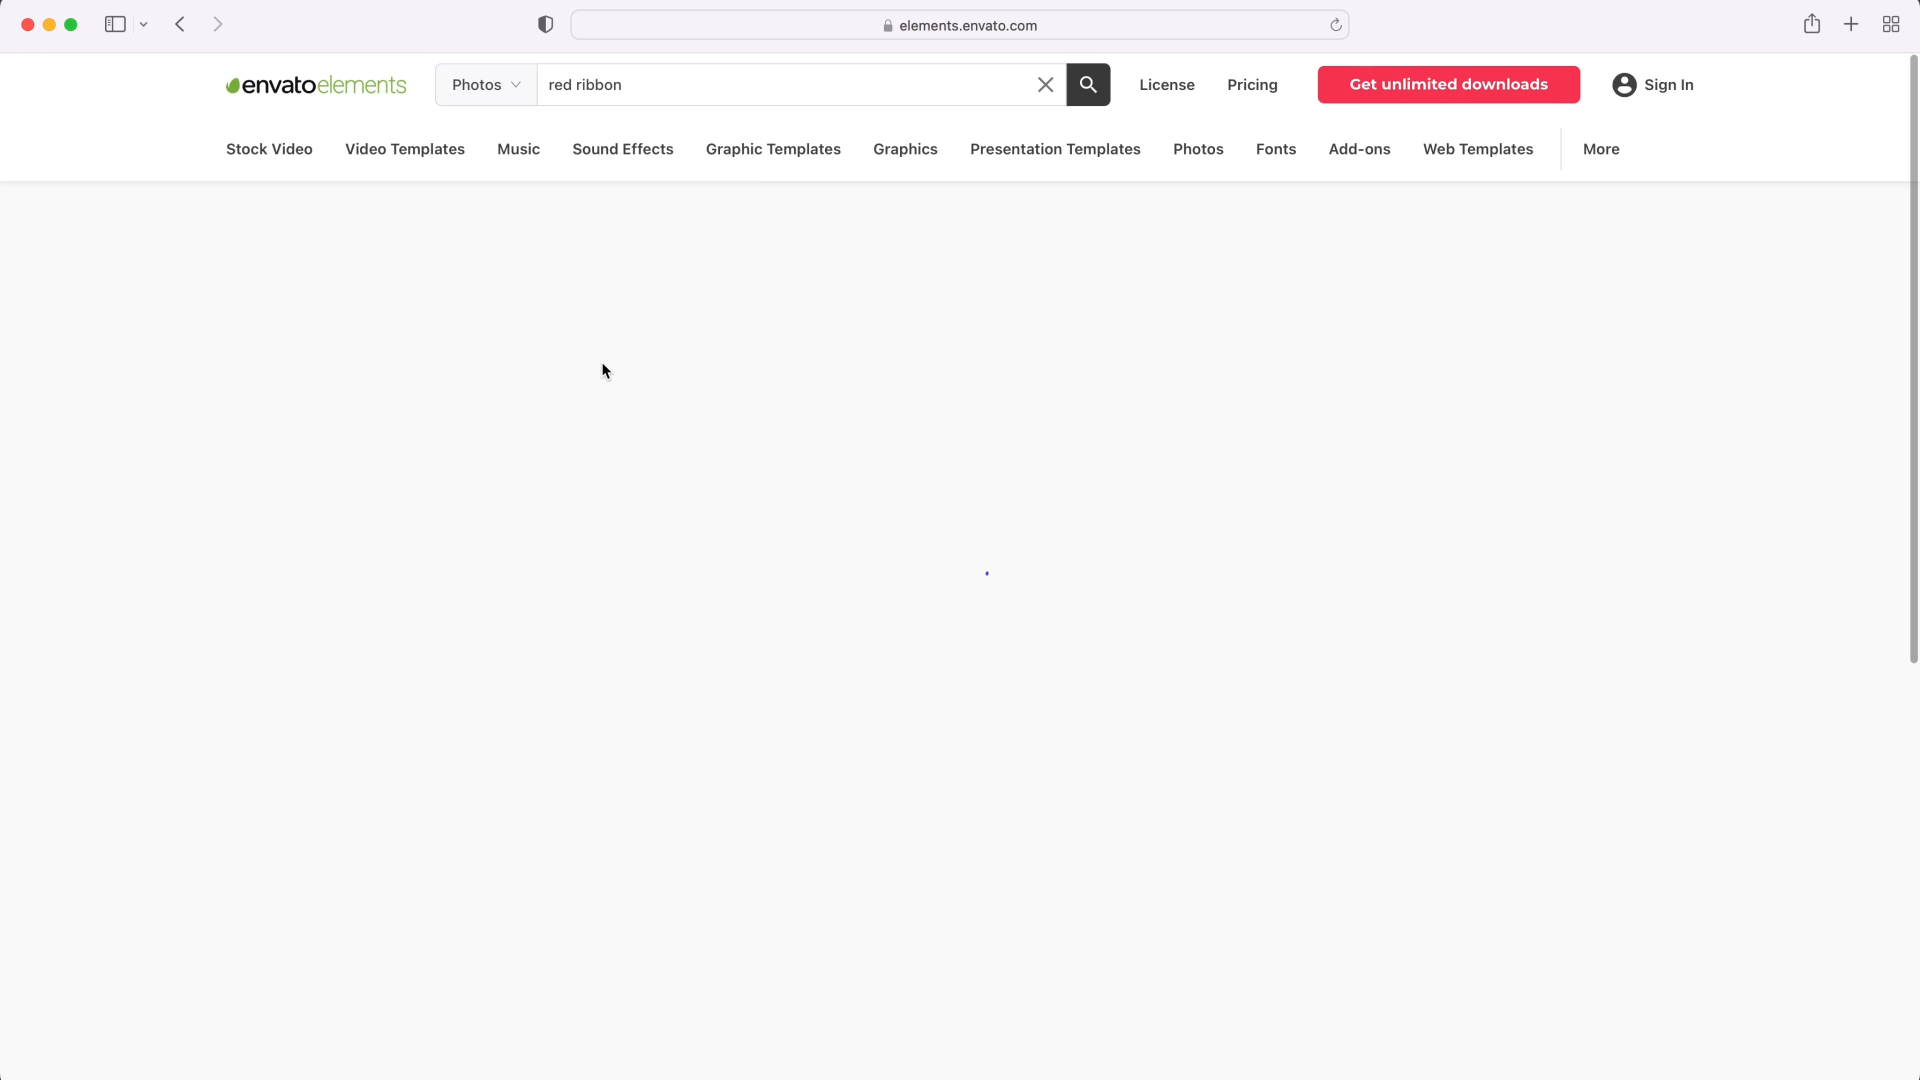 elements.envato.com
envatoelements
Photos
red ribbon
License
Pricing
Get unlimited downloads
Sign In
Stock Video
Video Templates
Music
Sound Effects
Graphic Templates
Graphics
Presentation Templates
Photos
Fonts
Add-ons
Web Templates
More